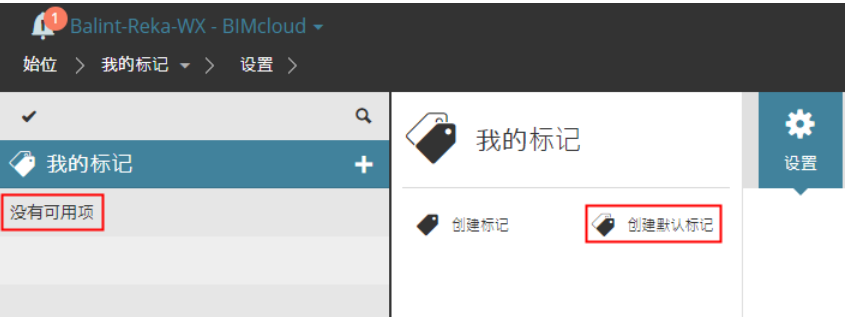 1
Balint-Reka-WX - BIMcloud
始位 > 我的标记 > 设置 >
我的标记 +
没有可用项
我的标记
创建标记 创建默认标记
设置